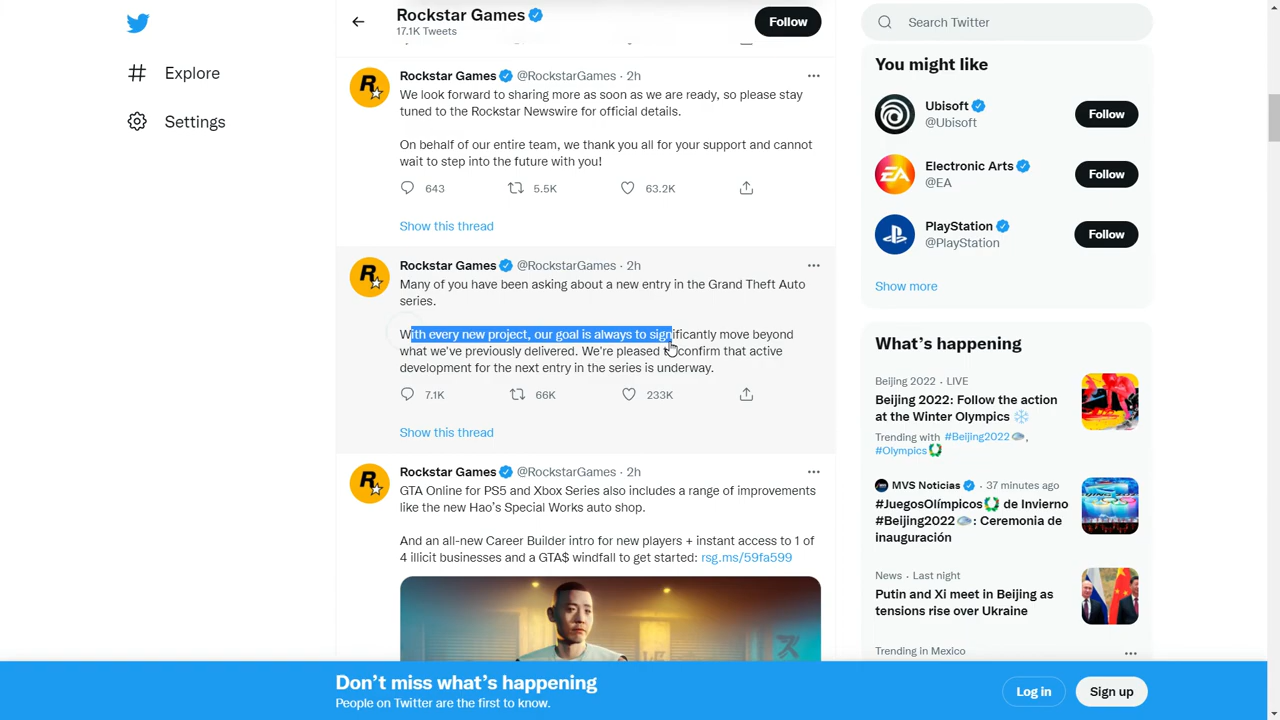 Rockstar Games
17.1K Tweets
Follow
Search Twitter
Explore
Settings
Rockstar Games @RockstarGames · 2h
We look forward to sharing more as soon as we are ready, so please stay
tuned to the Rockstar Newswire for official details.
On behalf of our entire team, we thank you all for your support and cannot
wait to step into the future with you!
643 5.5K 63.2K
Show this thread
Rockstar Games @RockstarGames · 2h
Many of you have been asking about a new entry in the Grand Theft Auto
series.
With every new project, our goal is always to significantly move beyond
what we've previously delivered. We're pleased to confirm that active
development for the next entry in the series is underway.
7.1K 66K 233K
Show this thread
Rockstar Games @RockstarGames · 2h
GTA Online for PS5 and Xbox Series also includes a range of improvements
like the new Hao's Special Works auto shop.
And an all-new Career Builder intro for new players + instant access to 1 of
4 illicit businesses and a GTA$ windfall to get started: rsg.ms/59fa599
You might like
Ubisoft
@Ubisoft
Follow
Electronic Arts
@EA
Follow
PlayStation
@PlayStation
Follow
Show more
What's happening
Beijing 2022 · LIVE
Beijing 2022: Follow the action
at the Winter Olympics
Trending with #Beijing2022,
#Olympics
MVS Noticias · 37 minutes ago
#JuegosOlímpicos de Invierno
#Beijing2022: Ceremonia de
inauguración
News · Last night
Putin and Xi meet in Beijing as
tensions rise over Ukraine
Trending in Mexico
Don't miss what's happening
People on Twitter are the first to know.
Log in
Sign up